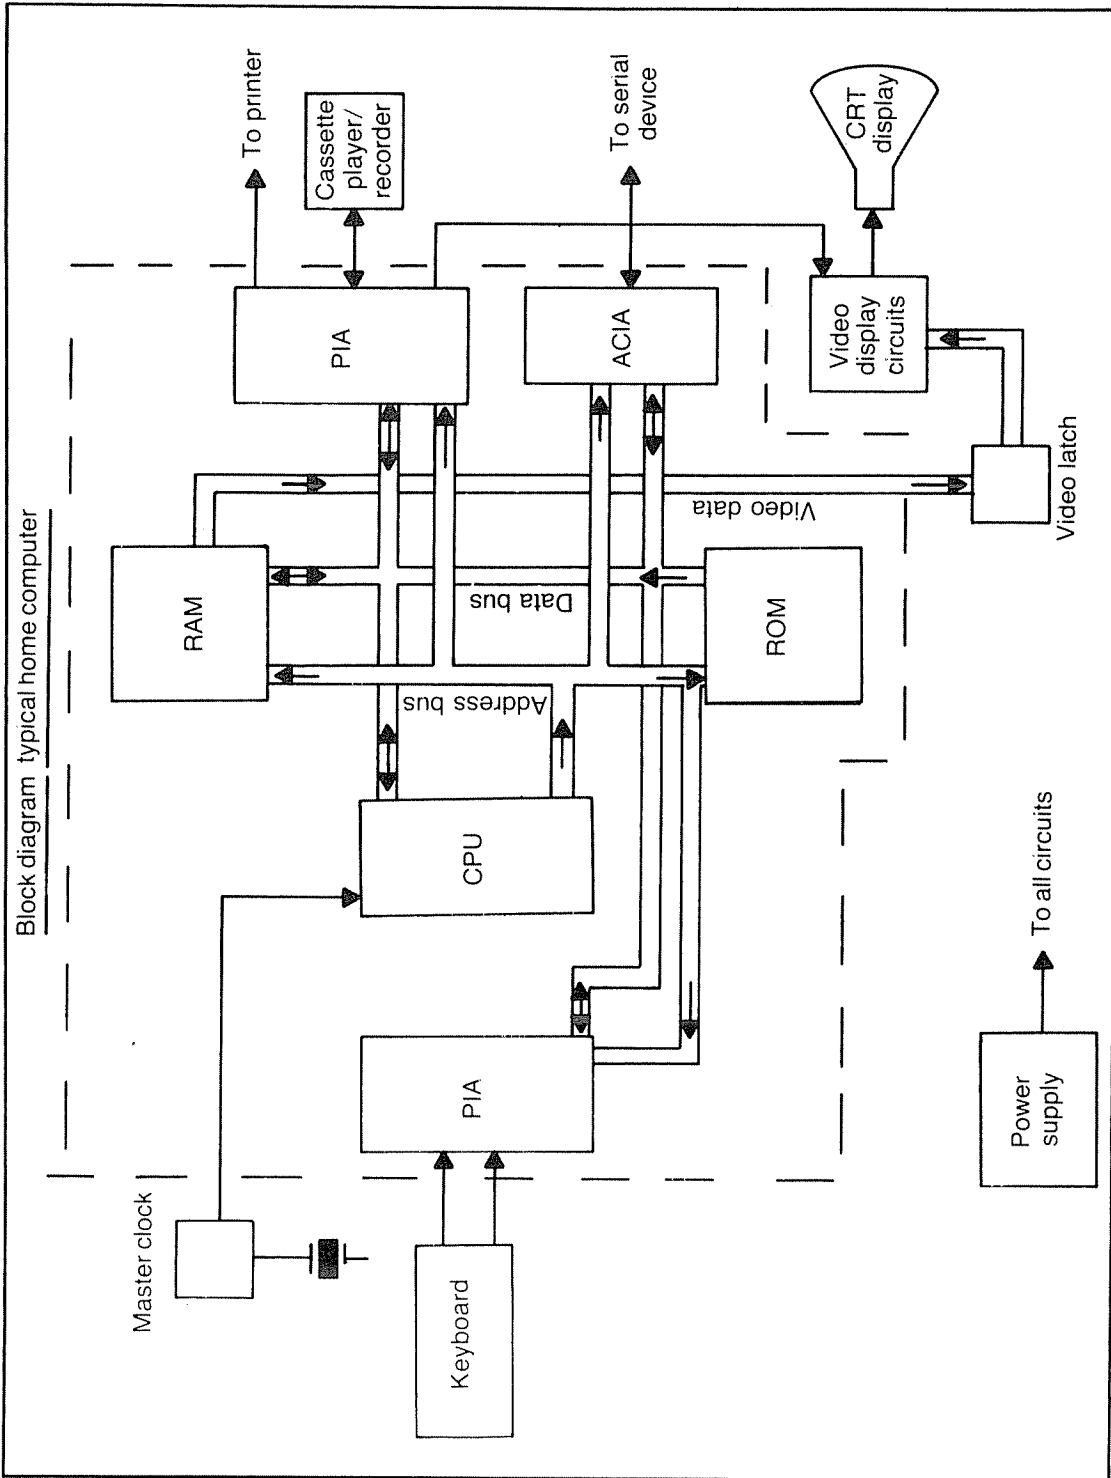 Block diagram typical home computer
Master clock
Keyboard
PIA
CPU
RAM
Address bus
Data bus
ROM
Video data
PIA
ACIA
To printer
Cassette
player/
recorder
To serial
device
Video
display
circuits
CRT
display
Video latch
Power
supply
To all circuits